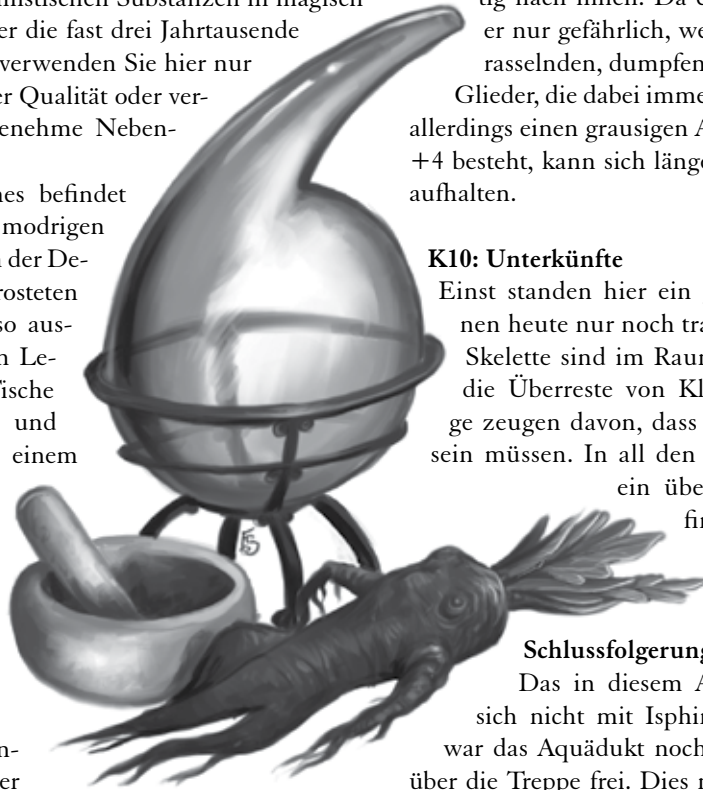 Substanzen in magisch
er die fast drei Jahrtausende
verwenden Sie hier nur
er Qualität oder ver-
enehme Neben-
nes befindet
modrigen
der De-
rosteten
so aus-
n Le-
Tische
und
einem
n-
er
tig nach innen. Da
er nur gefährlich, we
rasselnden, dumpfen
Glieder, die dabei imme
allerdings einen grausigen A
+4 besteht, kann sich länge
aufhalten.
K10: Unterkünfte
Einst standen hier ein
nen heute nur noch tra
Skelette sind im Raum
die Überreste von Kl
ge zeugen davon, dass
sein müssen. In all den
ein übe
fin
Schlussfolgerung
Das in diesem A
sich nicht mit Isphin
war das Aquädukt noch
über die Treppe frei. Dies